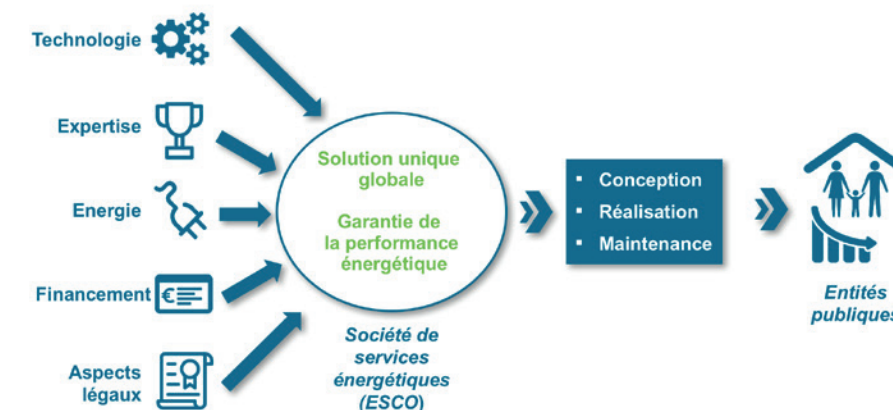 Technologie
Expertise
Energie
Financement
€
Aspects
légaux
Solution unique
globale
Garantie de
la performance
énergétique
Société de
services
énergétiques
(ESCO)
▪ Conception
▪ Réalisation
▪ Maintenance
Entités
publiques